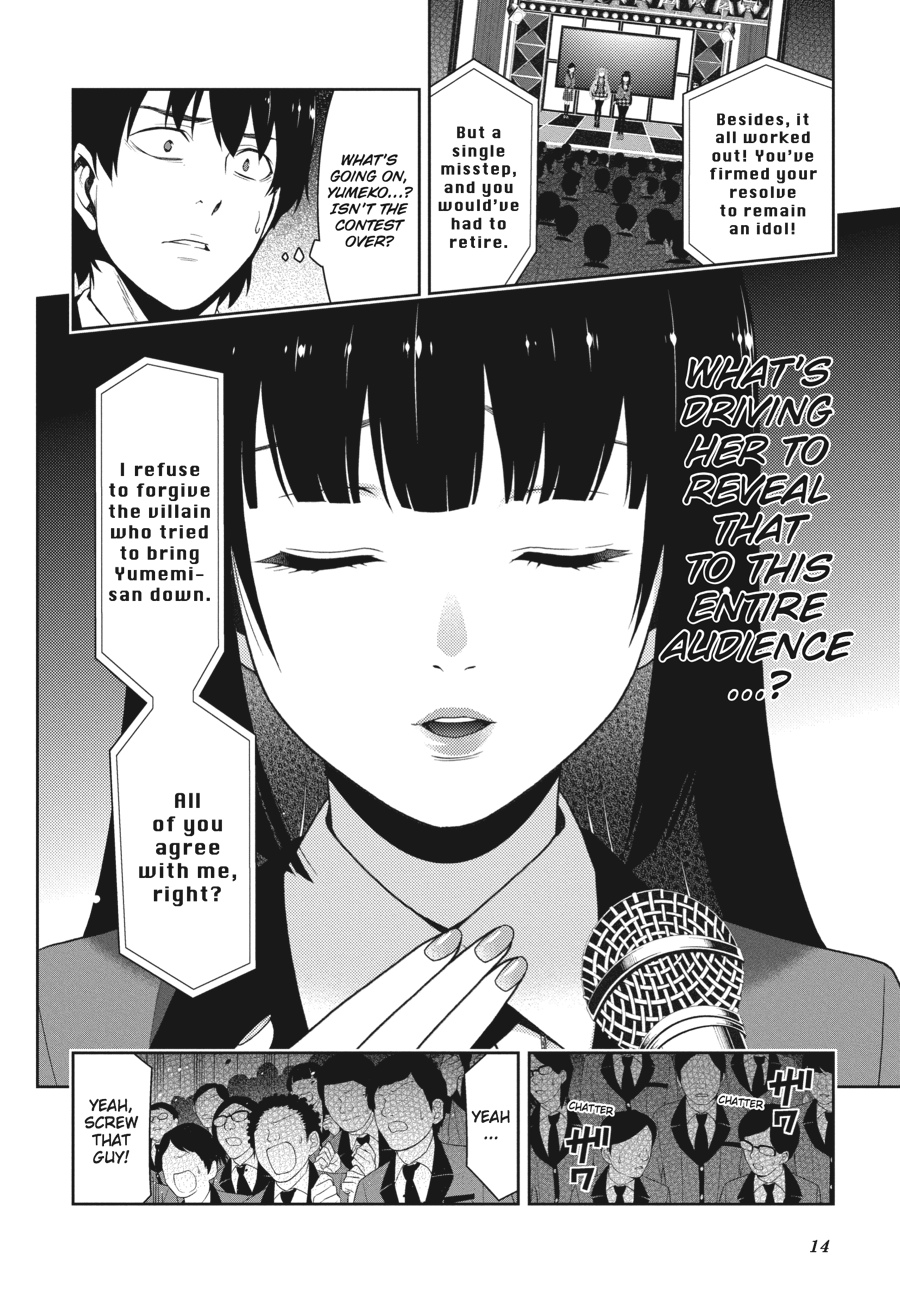 Besides, it
all worked
out! You've
firmed your
resolve
to remain
an idol!
But a
single
misstep,
and you
would've
had to
retire.
WHAT'S
GOING ON,
YUMEKO...?
ISN'T THE
CONTEST
OVER?
WHAT'S
DRIVING
HER TO
REVEAL
THAT
TO THIS
ENTIRE
AUDIENCE
...?
I refuse
to forgive
the villain
who tried
to bring
Yumemi-
san down.
All
of you
agree
with me,
right?
ザワ
CHATTER
CHATTER
ザワ
YEAH
...
YEAH,
SCREW
THAT
GUY!
14